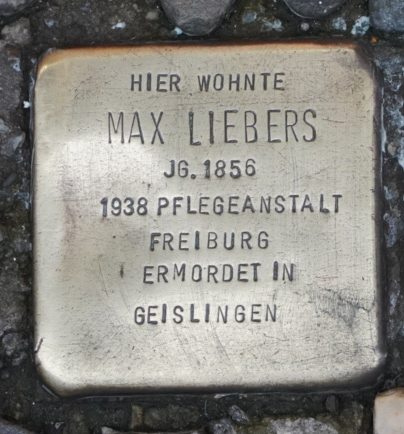 HIER WOHNTE
MAX LIEBERS
JG. 1856
1938 PFLEGEANSTALT
FREIBURG
ERMORDET IN
GEISLINGEN